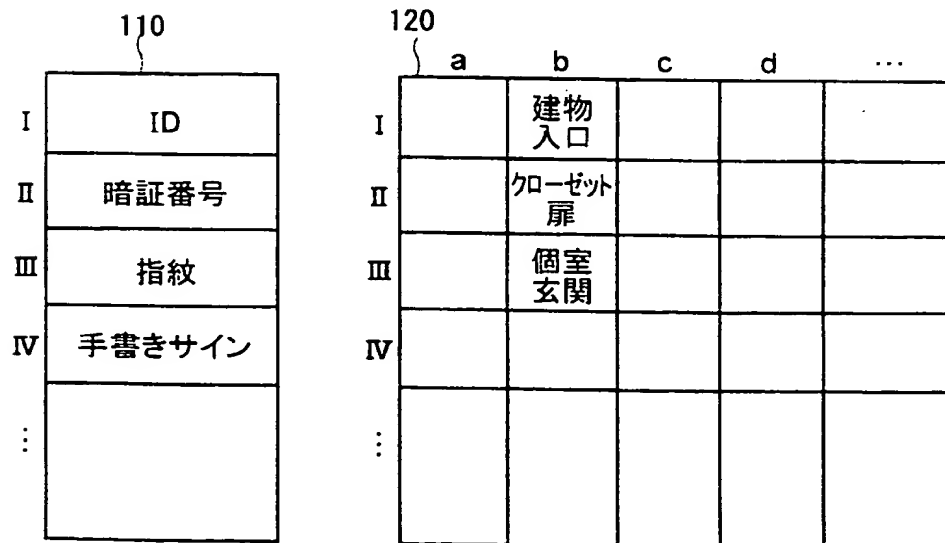 110
I ID
II 暗証番号
III 指紋
IV 手書きサイン
⋮
120
a b c d …
I 建物
入口
II クローゼット
扉
III 個室
玄関
IV
⋮